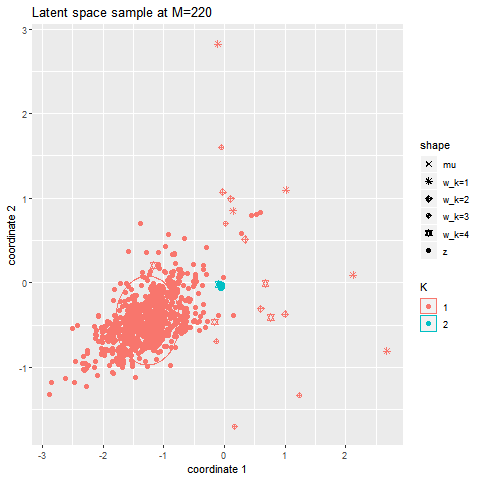 Latent space sample at M=220
3
2
1
0
-1
coordinate 2
-3
-2
-1
0
1
2
coordinate 1
shape
mu
w_k=1
w_k=2
w_k=3
w_k=4
z
K
1
2